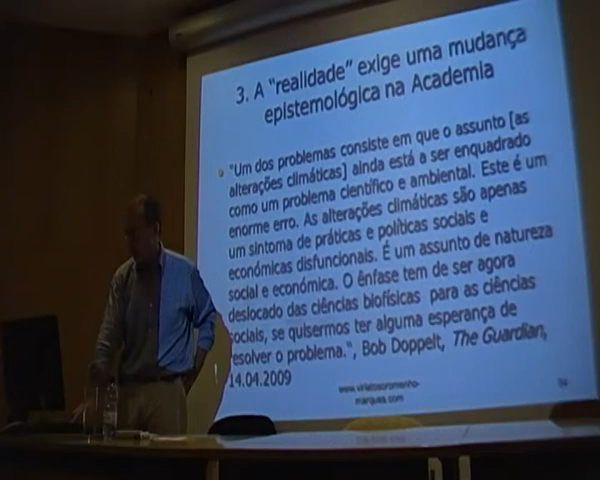 3. A "realidade" exige uma mudança
epistemológica na Academia
"Um dos problemas consiste em que o assunto [as
alterações climáticas] ainda está a ser enquadrado
como um problema científico e ambiental. Este é um
enorme erro. As alterações climáticas são apenas
um sintoma de práticas e políticas sociais e
económicas disfuncionais. É um assunto de natureza
social e económica. O ênfase tem de ser agora
deslocado das ciências biofísicas para as ciências
sociais, se quisermos ter alguma esperança de
resolver o problema.", Bob Doppelt, The Guardian,
14.04.2009
www.viriatosoromenho-
marques.com